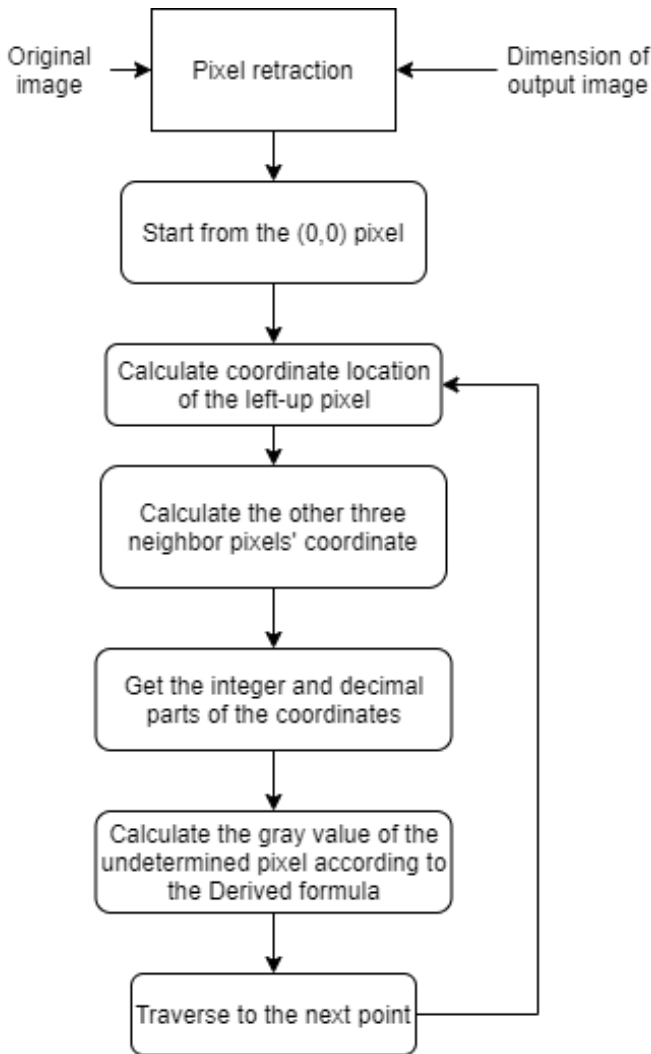 Original
image
Pixel retraction
Dimension of
output image
Start from the (0,0) pixel
Calculate coordinate location
of the left-up pixel
Calculate the other three
neighbor pixels' coordinate
Get the integer and decimal
parts of the coordinates
Calculate the gray value of the
undetermined pixel according to
the Derived formula
Traverse to the next point